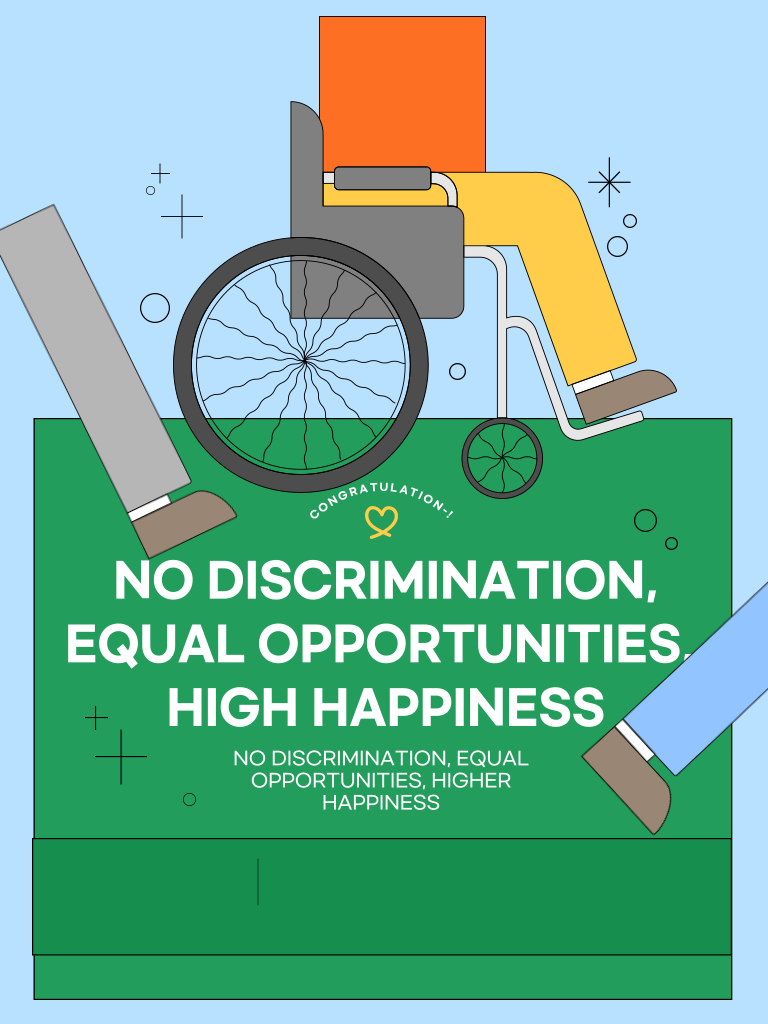 CONGRATULATION-!
NO DISCRIMINATION,
EQUAL OPPORTUNITIES,
HIGH HAPPINESS
NO DISCRIMINATION, EQUAL
OPPORTUNITIES, HIGHER
HAPPINESS